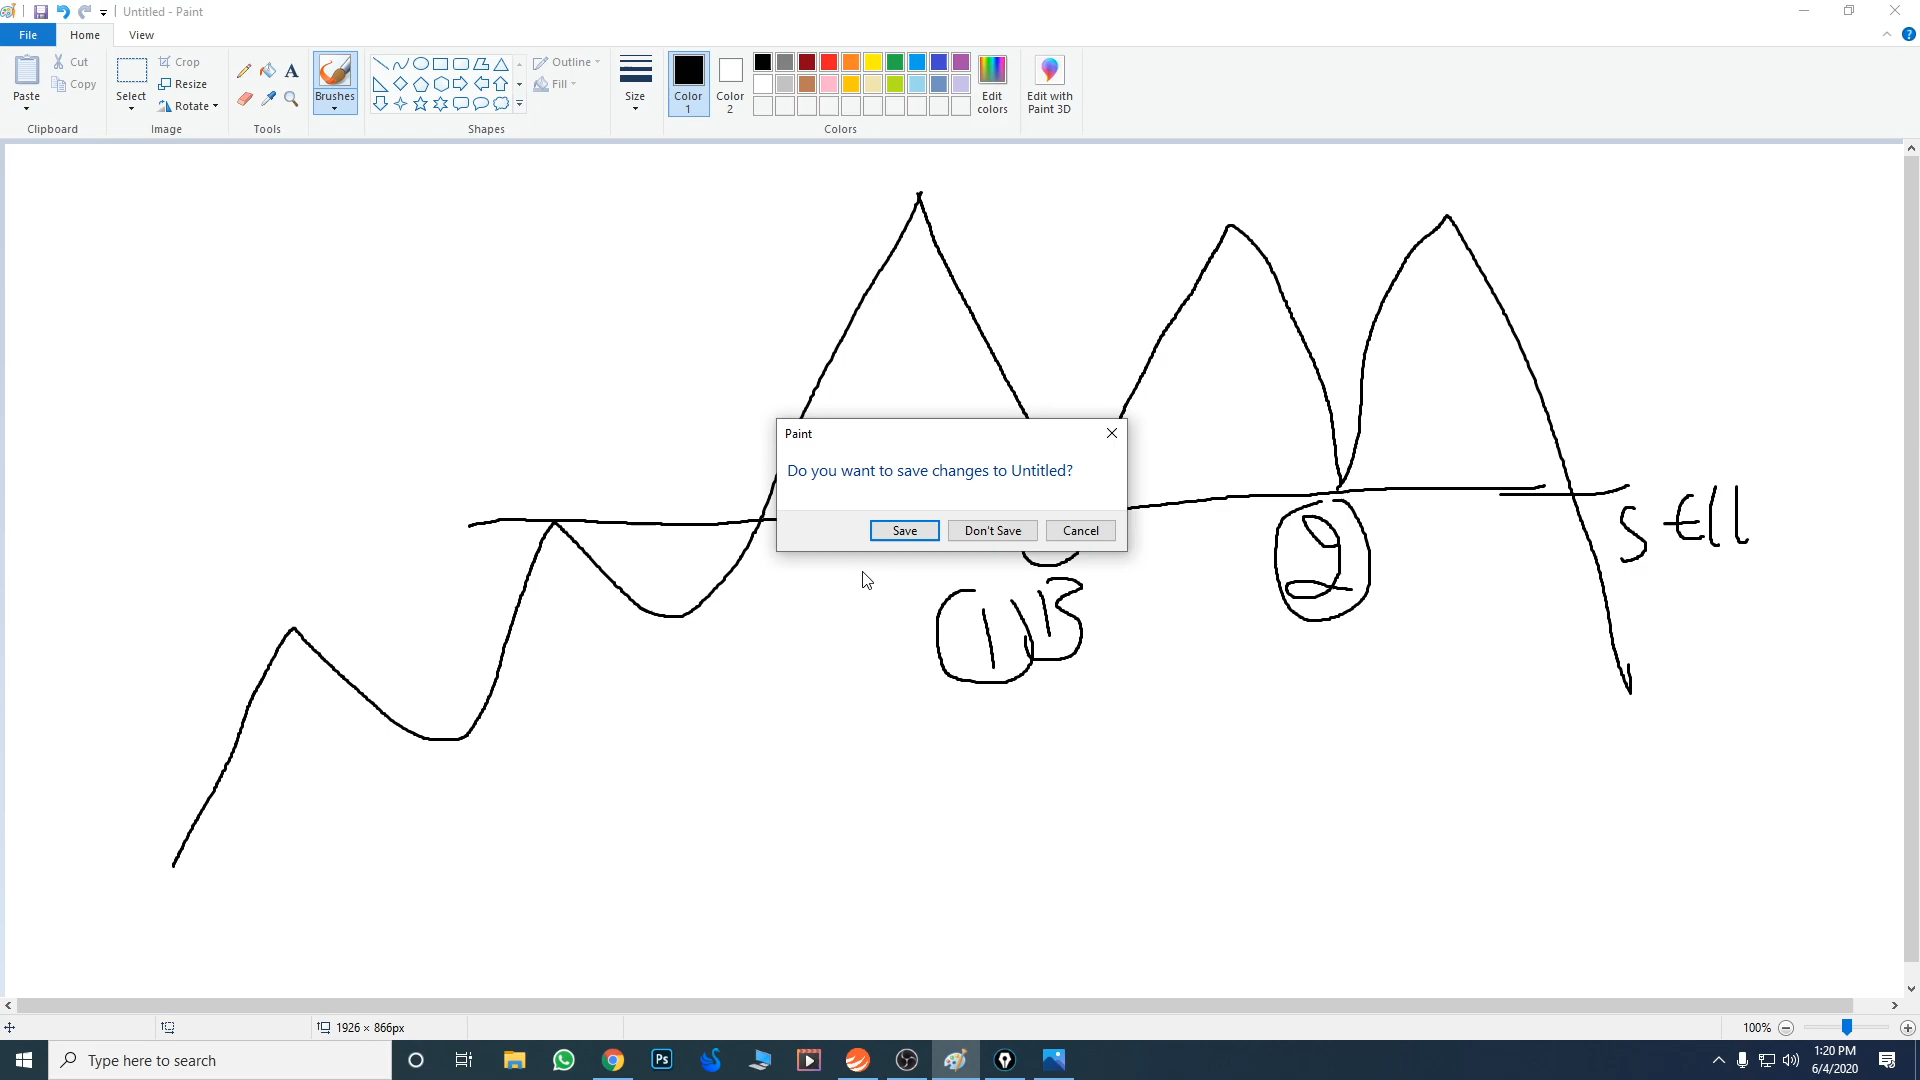 Untitled - Paint
File Home View
Paste
Cut
Copy
Clipboard
Select
Crop
Resize
Rotate
Image
Tools
Brushes
Shapes
Outline
Fill
Size
Color 1
Color 2
Colors
Edit colors
Edit with Paint 3D
Paint
Do you want to save changes to Untitled?
Save Don't Save Cancel
1 B
2
Sell
1926 × 866px
100%
Type here to search
Ps
1:20 PM
6/4/2020